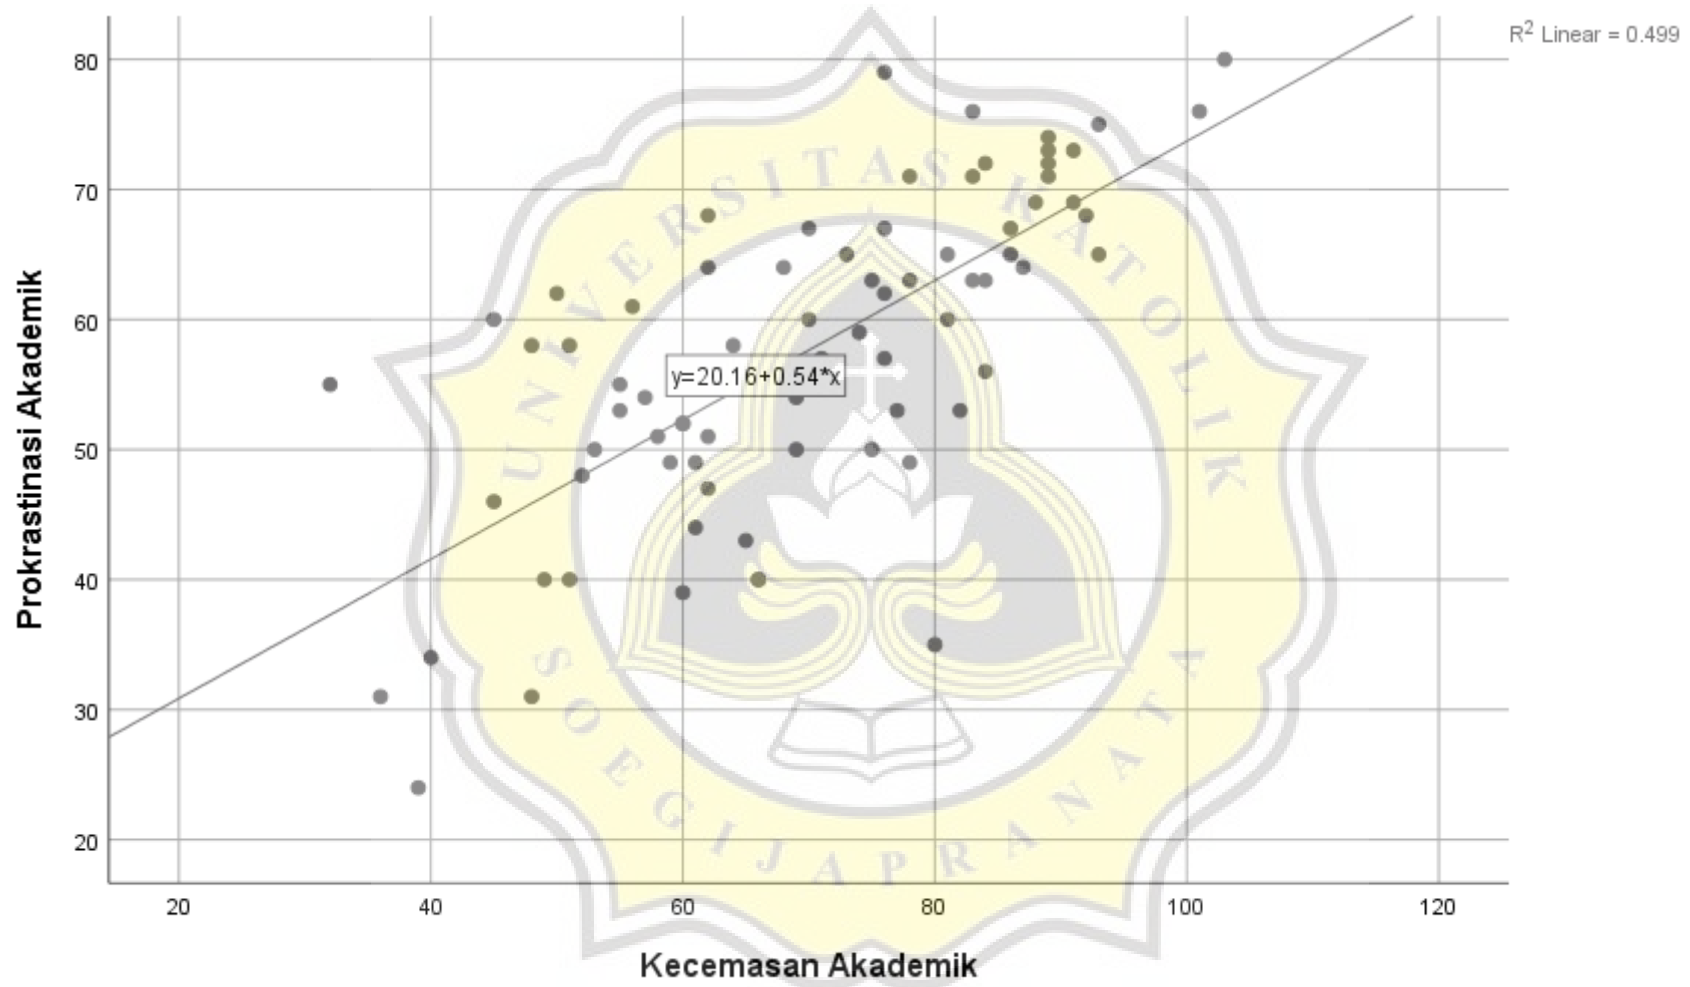 R² Linear = 0.499
80
70
60
50
40
30
20
Prokrastinasi Akademik
y=20.16+0.54*x
20 40 60 80 100 120
Kecemasan Akademik
UNIVERSITAS KATOLIK
SOEGIJAPRANATA